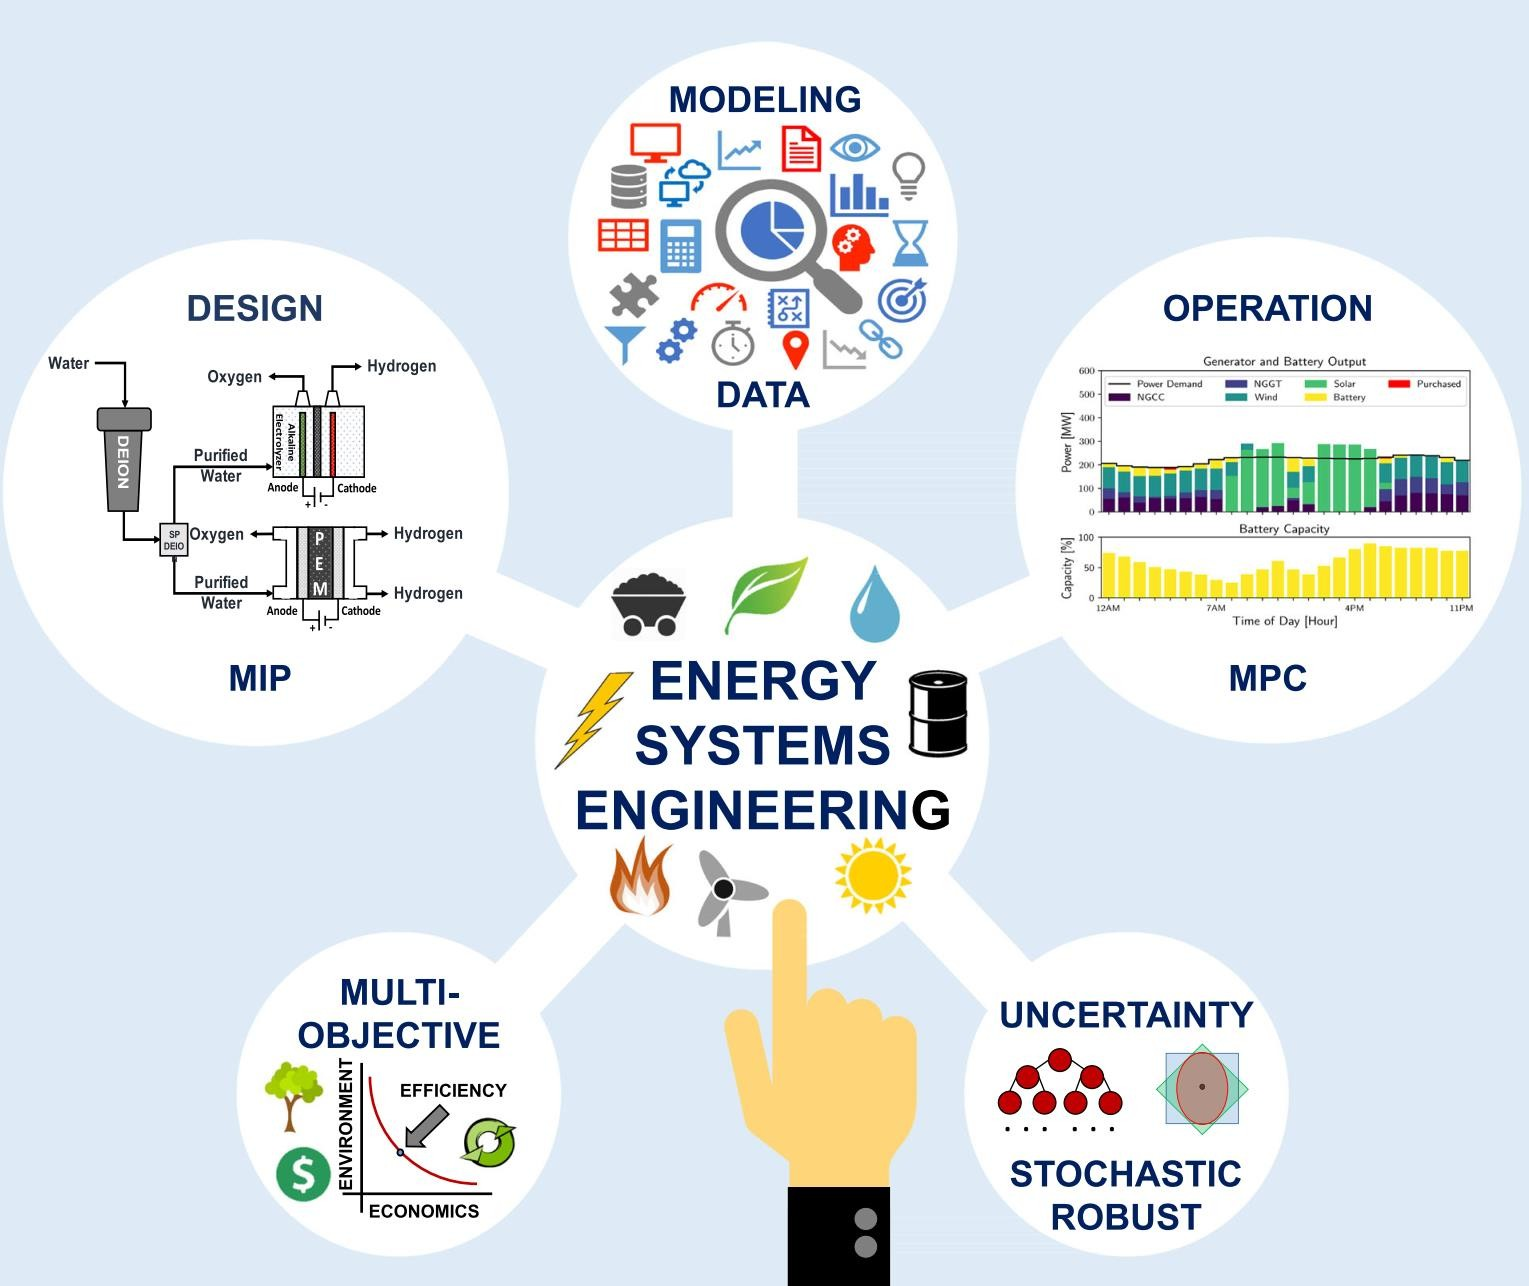 MODELING
DATA
DESIGN
Water
Oxygen
Hydrogen
DEION
Alkaline
Electrolyzer
Purified
Water
Anode
Cathode
+
-
SP
DEIO
Oxygen
Hydrogen
P
E
M
Purified
Water
Hydrogen
Anode
Cathode
+
-
MIP
OPERATION
Generator and Battery Output
Power Demand
NGCC
NGGT
Wind
Solar
Battery
Purchased
Power [MW]
600
500
400
300
200
100
0
Battery Capacity
Capacity [%]
100
50
0
12AM 7AM 4PM 11PM
Time of Day [Hour]
MPC
ENERGY
SYSTEMS
ENGINEERING
MULTI-
OBJECTIVE
ENVIRONMENT
EFFICIENCY
$
ECONOMICS
UNCERTAINTY
STOCHASTIC
ROBUST